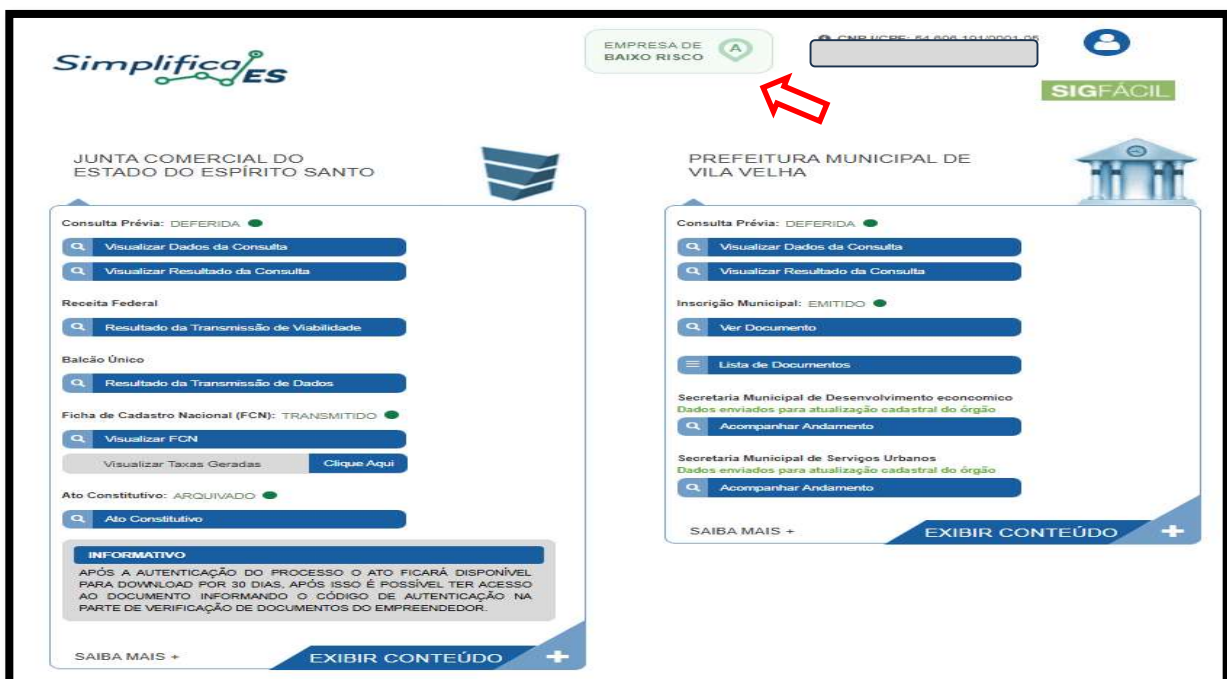 Simplifica ES
EMPRESA DE
BAIXO RISCO
A
SIGFÁCIL
JUNTA COMERCIAL DO
ESTADO DO ESPÍRITO SANTO
Consulta Prévia: DEFERIDA
Visualizar Dados da Consulta
Visualizar Resultado da Consulta
Receita Federal
Resultado da Transmissão de Viabilidade
Balcão Único
Resultado da Transmissão de Dados
Ficha de Cadastro Nacional (FCN): TRANSMITIDO
Visualizar FCN
Visualizar Taxas Geradas Clique Aqui
Ato Constitutivo: ARQUIVADO
Ato Constitutivo
INFORMATIVO
APÓS A AUTENTICAÇÃO DO PROCESSO O ATO FICARÁ DISPONÍVEL
PARA DOWNLOAD POR 30 DIAS, APÓS ISSO É POSSÍVEL TER ACESSO
AO DOCUMENTO INFORMANDO O CÓDIGO DE AUTENTICAÇÃO NA
PARTE DE VERIFICAÇÃO DE DOCUMENTOS DO EMPREENDEDOR.
SAIBA MAIS +
EXIBIR CONTEÚDO +
PREFEITURA MUNICIPAL DE
VILA VELHA
Consulta Prévia: DEFERIDA
Visualizar Dados da Consulta
Visualizar Resultado da Consulta
Inscrição Municipal: EMITIDO
Ver Documento
Lista de Documentos
Secretaria Municipal de Desenvolvimento economico
Dados enviados para atualização cadastral do órgão
Acompanhar Andamento
Secretaria Municipal de Serviços Urbanos
Dados enviados para atualização cadastral do órgão
Acompanhar Andamento
SAIBA MAIS +
EXIBIR CONTEÚDO +